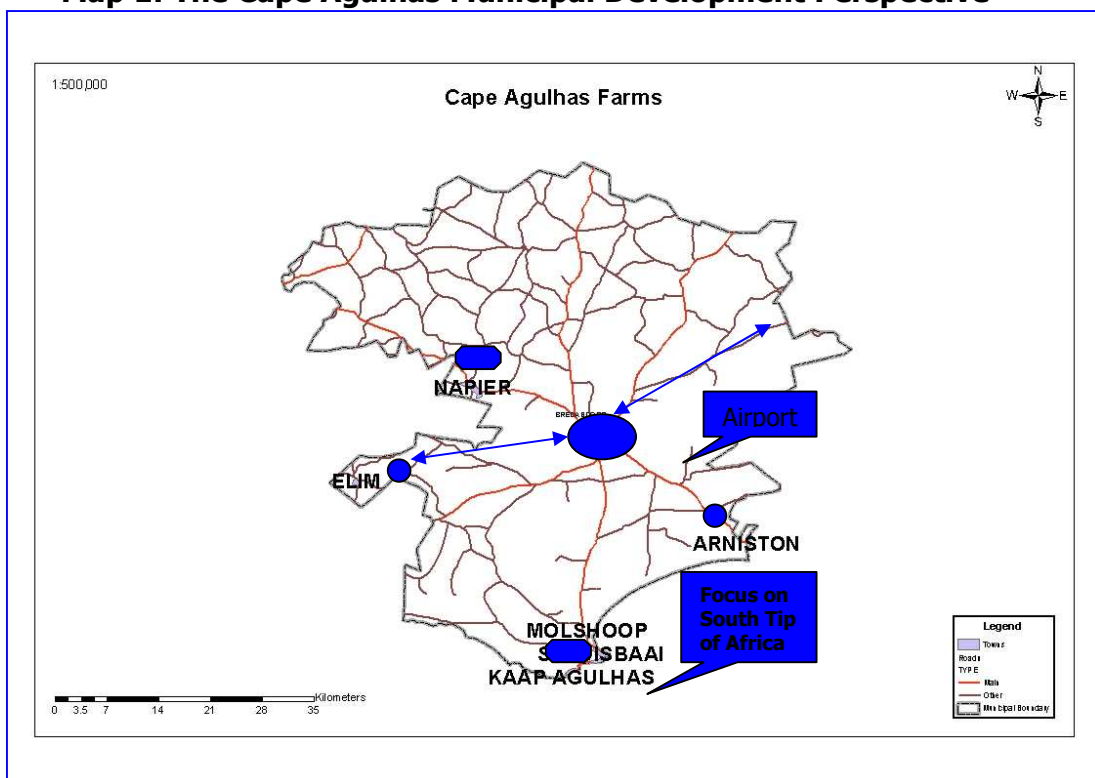 Map 1: The Cape Agulhas Municipal Development Perspective
1:500,000
Cape Agulhas Farms
N
W E
S
NAPIER
Airport
ELIM
ARNISTON
Focus on
South Tip
of Africa
MOLSHOOP
KAAP AGULHAS
Legend
Towns
Roads
TYPE
Main
Other
Municipal Boundary
Kilometers
0 3.5 7 14 21 28 35